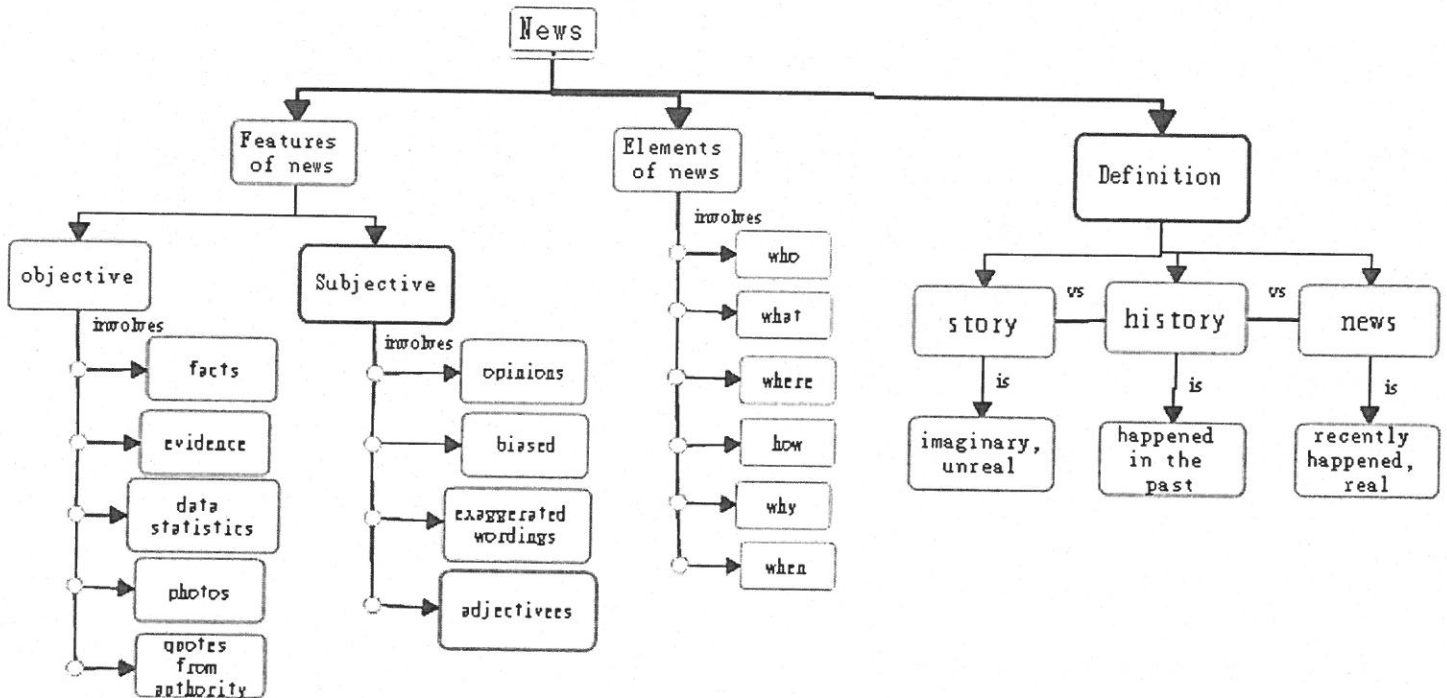 News
Features
of news
Elements
of news
Definition
objective
Subjective
involves
who
what
where
how
why
when
involves
facts
evidence
data
statistics
photos
quotes
from
authority
involves
opinions
biased
exaggerated
wordings
adjectivees
story
vs
history
vs
news
is
is
is
imaginary,
unreal
happened
in the
past
recently
happened,
real